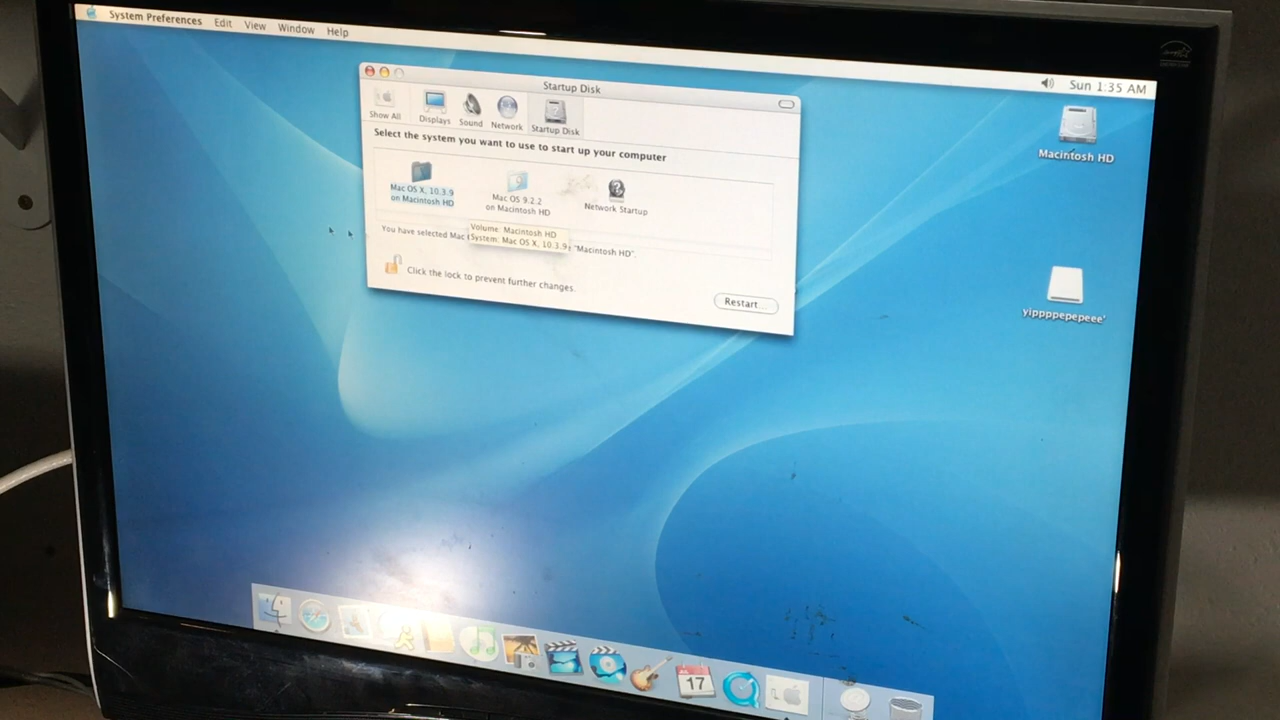 System Preferences Edit View Window Help
Sun 1:35 AM
Startup Disk
Show All Displays Sound Network Startup Disk
Select the system you want to use to start up your computer
Mac OS X, 10.3.9
on Macintosh HD
Mac OS 9.2.2
on Macintosh HD
Network Startup
You have selected Mac
"Macintosh HD".
Volume: Macintosh HD
System: Mac OS X, 10.3.9
Click the lock to prevent further changes.
Restart...
Macintosh HD
yippppepepeee'
17